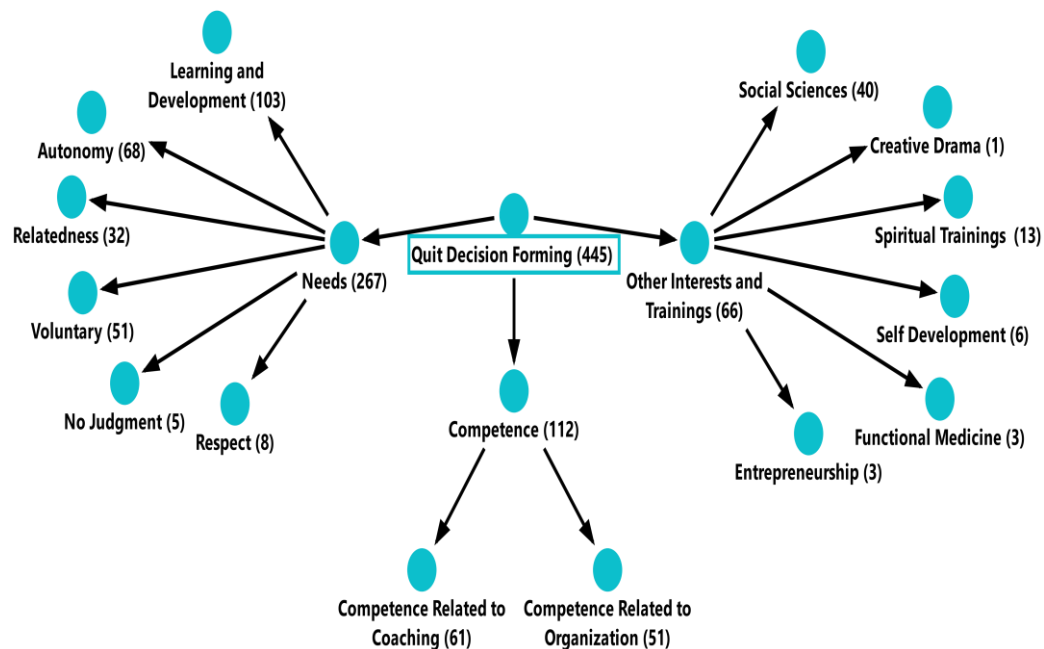 Learning and
Development (103)
Social Sciences (40)
Autonomy (68)
Creative Drama (1)
Relatedness (32)
Spiritual Trainings (13)
Quit Decision Forming (445)
Needs (267)
Other Interests and
Trainings (66)
Voluntary (51)
Self Development (6)
No Judgment (5)
Respect (8)
Competence (112)
Functional Medicine (3)
Entrepreneurship (3)
Competence Related to
Coaching (61)
Competence Related to
Organization (51)